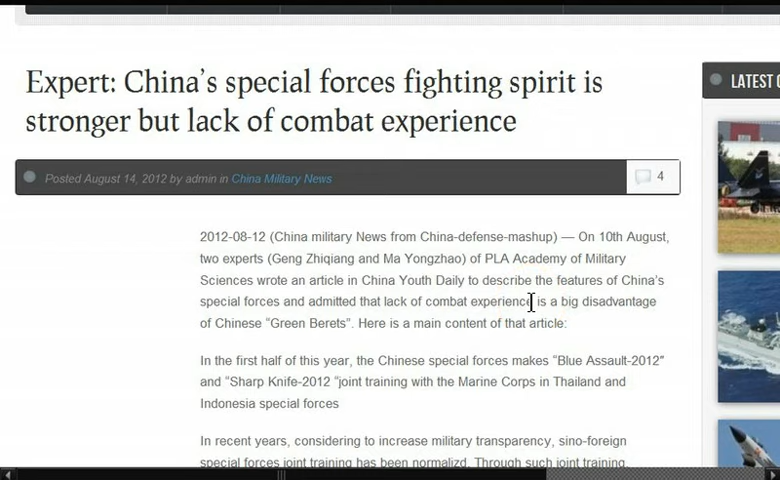 Expert: China's special forces fighting spirit is
stronger but lack of combat experience
Posted August 14, 2012 by admin in China Military News
4
LATEST
2012-08-12 (China military News from China-defense-mashup) — On 10th August,
two experts (Geng Zhiqiang and Ma Yongzhao) of PLA Academy of Military
Sciences wrote an article in China Youth Daily to describe the features of China's
special forces and admitted that lack of combat experience is a big disadvantage
of Chinese “Green Berets”. Here is a main content of that article:
In the first half of this year, the Chinese special forces makes “Blue Assault-2012″
and “Sharp Knife-2012 “joint training with the Marine Corps in Thailand and
Indonesia special forces
In recent years, considering to increase military transparency, sino-foreign
special forces joint training has been normalizd. Through such joint training,